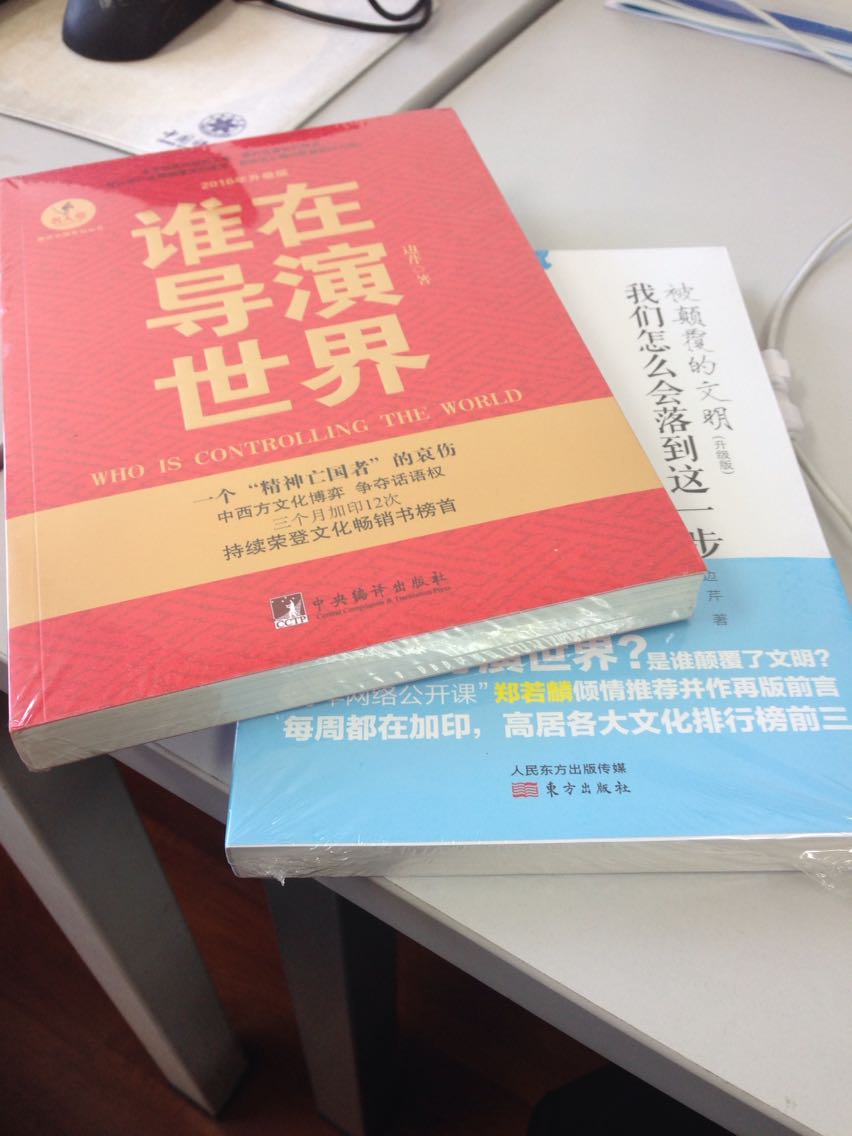 2016年升级版
谁在
导演
世界
边芹 著
WHO IS CONTROLLING THE WORLD
一个“精神亡国者”的哀伤
中西方文化博弈 争夺话语权
三个月加印12次
持续荣登文化畅销书榜首
CCTP
中央编译出版社
Central Compilation & Translation Press
被颠覆的文明
(升级版)
我们怎么会落到这一步
边芹 著
演世界?是谁颠覆了文明?
网络公开课”郑若麟倾情推荐并作再版前言
每周都在加印,高居各大文化排行榜前三
人民东方出版传媒
东方出版社